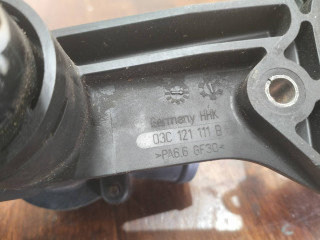 Germany HHK
03C 121 111 B
>PA6.6 GF30<